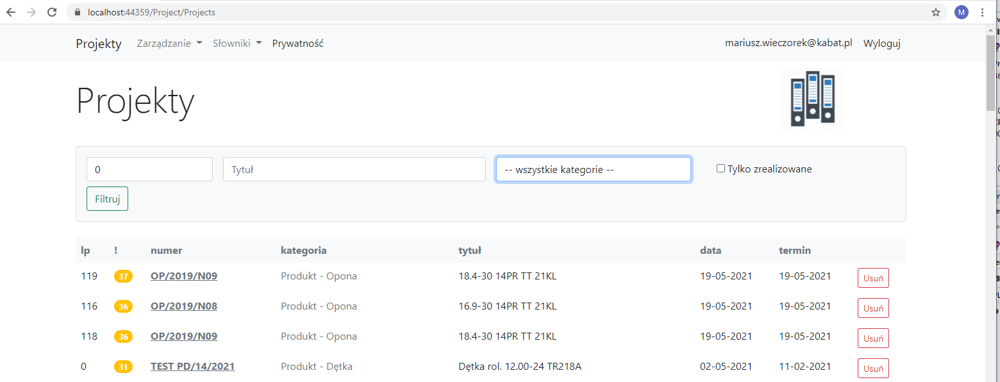 localhost:44359/Project/Projects
M
Projekty Zarządzanie Słowniki Prywatność mariusz.wieczorek@kabat.pl Wyloguj
Projekty
0 Tytuł -- wszystkie kategorie -- Tylko zrealizowane
Filtruj
lp ! numer kategoria tytuł data termin
119 37 OP/2019/N09 Produkt - Opona 18.4-30 14PR TT 21KL 19-05-2021 19-05-2021 Usuń
116 36 OP/2019/N08 Produkt - Opona 16.9-30 14PR TT 21KL 19-05-2021 19-05-2021 Usuń
118 36 OP/2019/N09 Produkt - Opona 18.4-30 14PR TT 21KL 19-05-2021 19-05-2021 Usuń
0 31 TEST PD/14/2021 Produkt - Dętka Dętka rol. 12.00-24 TR218A 02-05-2021 11-02-2021 Usuń